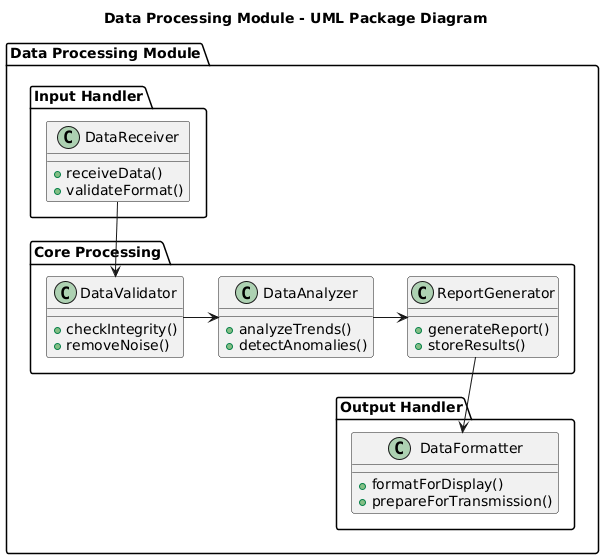 Data Processing Module - UML Package Diagram
Data Processing Module
Input Handler
C DataReceiver
receiveData()
validateFormat()
Core Processing
C DataValidator
checkIntegrity()
removeNoise()
C DataAnalyzer
analyzeTrends()
detectAnomalies()
C ReportGenerator
generateReport()
storeResults()
Output Handler
C DataFormatter
formatForDisplay()
prepareForTransmission()